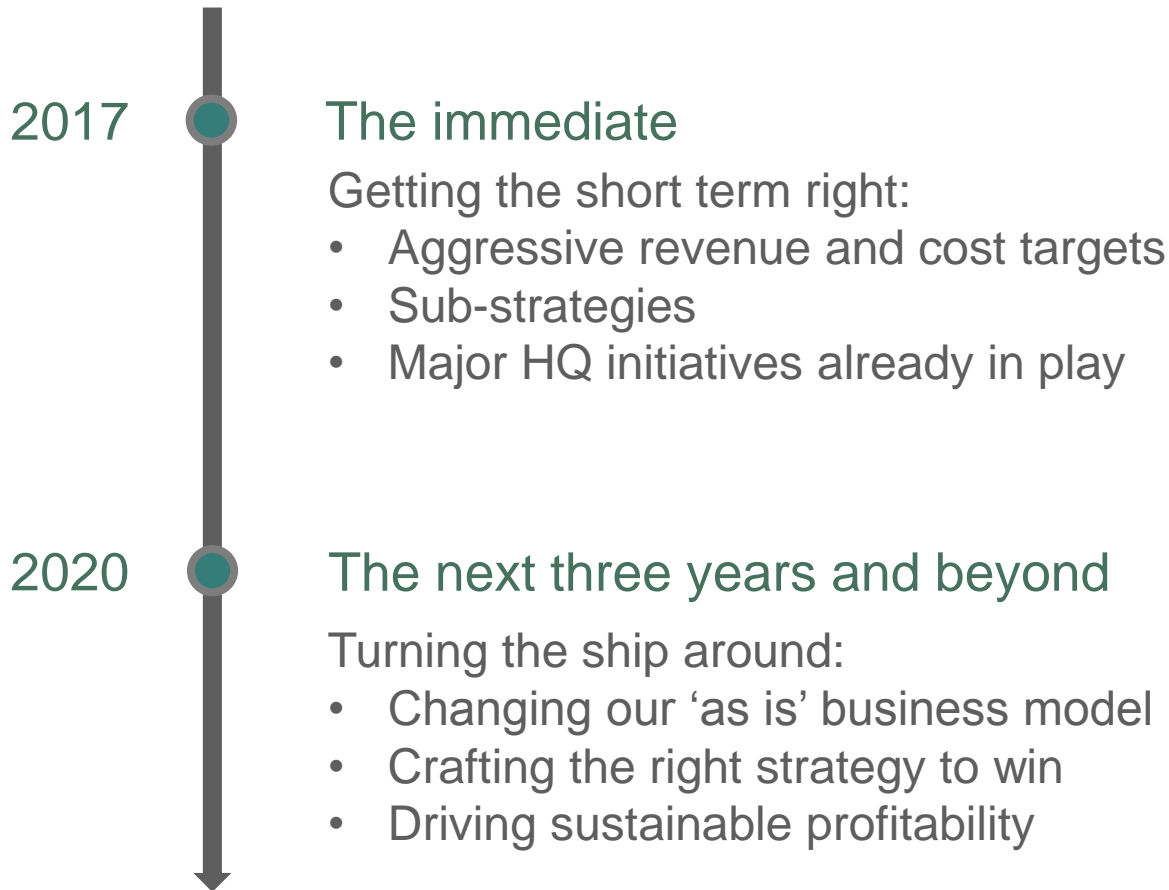 2017
The immediate
Getting the short term right:
• Aggressive revenue and cost targets
• Sub-strategies
• Major HQ initiatives already in play
2020
The next three years and beyond
Turning the ship around:
• Changing our ‘as is’ business model
• Crafting the right strategy to win
• Driving sustainable profitability